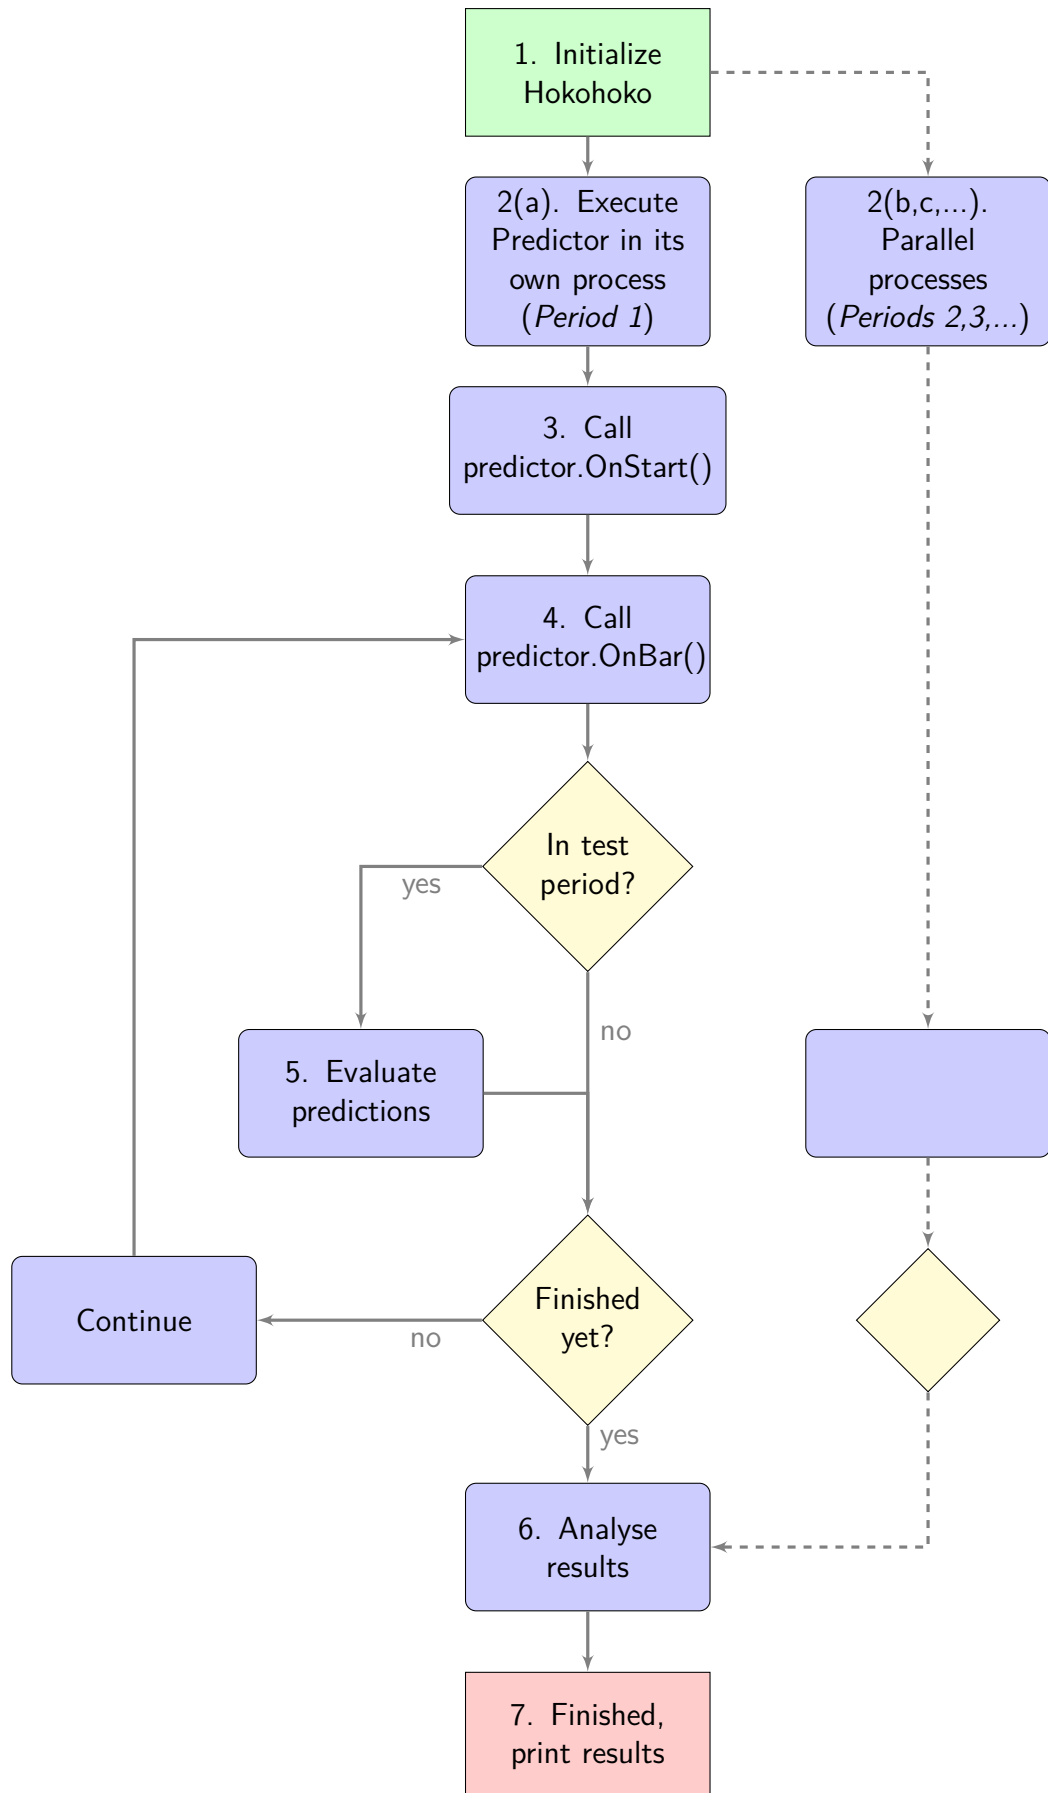 1. Initialize
Hokohoko
2(a). Execute
Predictor in its
own process
(Period 1)
2(b,c,...).
Parallel
processes
(Periods 2,3,...)
3. Call
predictor.OnStart()
4. Call
predictor.OnBar()
In test
period?
yes
no
5. Evaluate
predictions
Finished
yet?
Continue
no
yes
6. Analyse
results
7. Finished,
print results